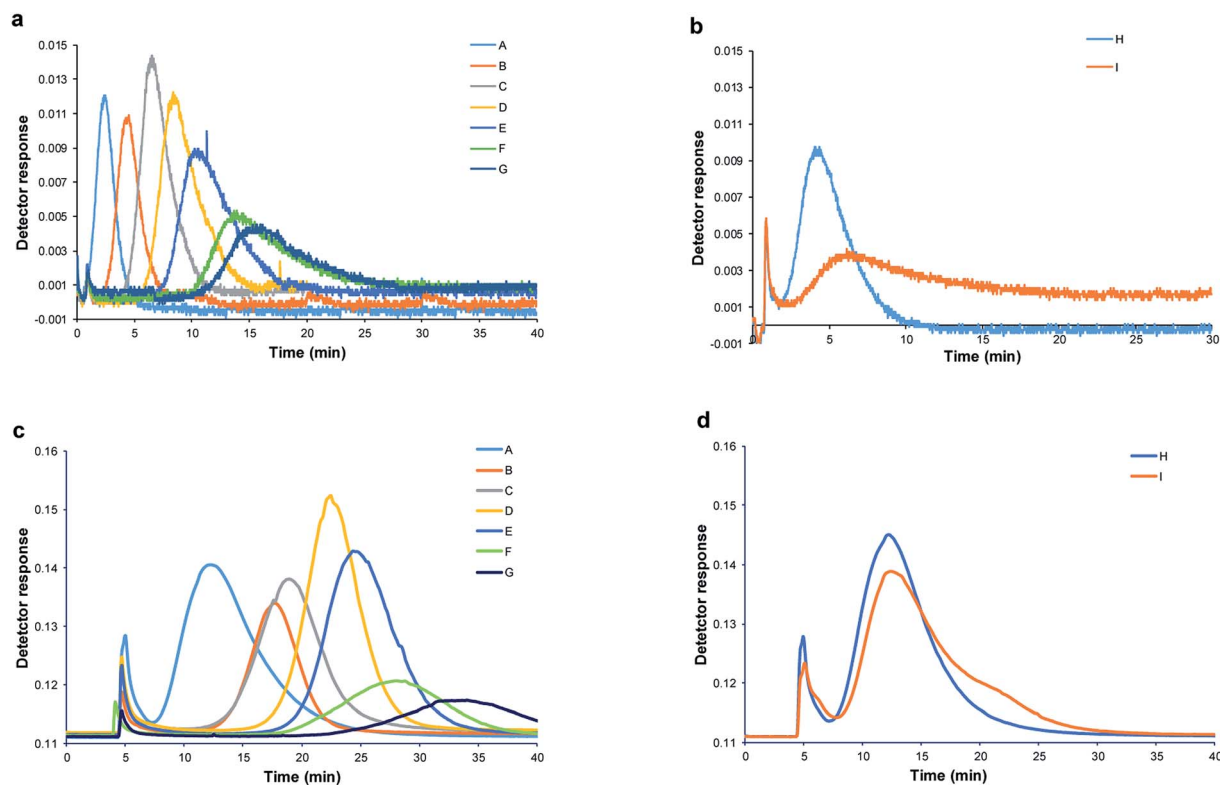 a
0.015
0.013
0.011
0.009
0.007
0.005
0.003
0.001
-0.001
Detector response
0 5 10 15 20 25 30 35 40
Time (min)
A
B
C
D
E
F
G
b
0.015
0.013
0.011
0.009
0.007
0.005
0.003
0.001
-0.001
Detector response
0 5 10 15 20 25 30
Time (min)
H
I
c
0.16
0.15
0.14
0.13
0.12
0.11
Detetctor response
0 5 10 15 20 25 30 35 40
Time (min)
A
B
C
D
E
F
G
d
0.16
0.15
0.14
0.13
0.12
0.11
Detetctor response
0 5 10 15 20 25 30 35 40
Time (min)
H
I